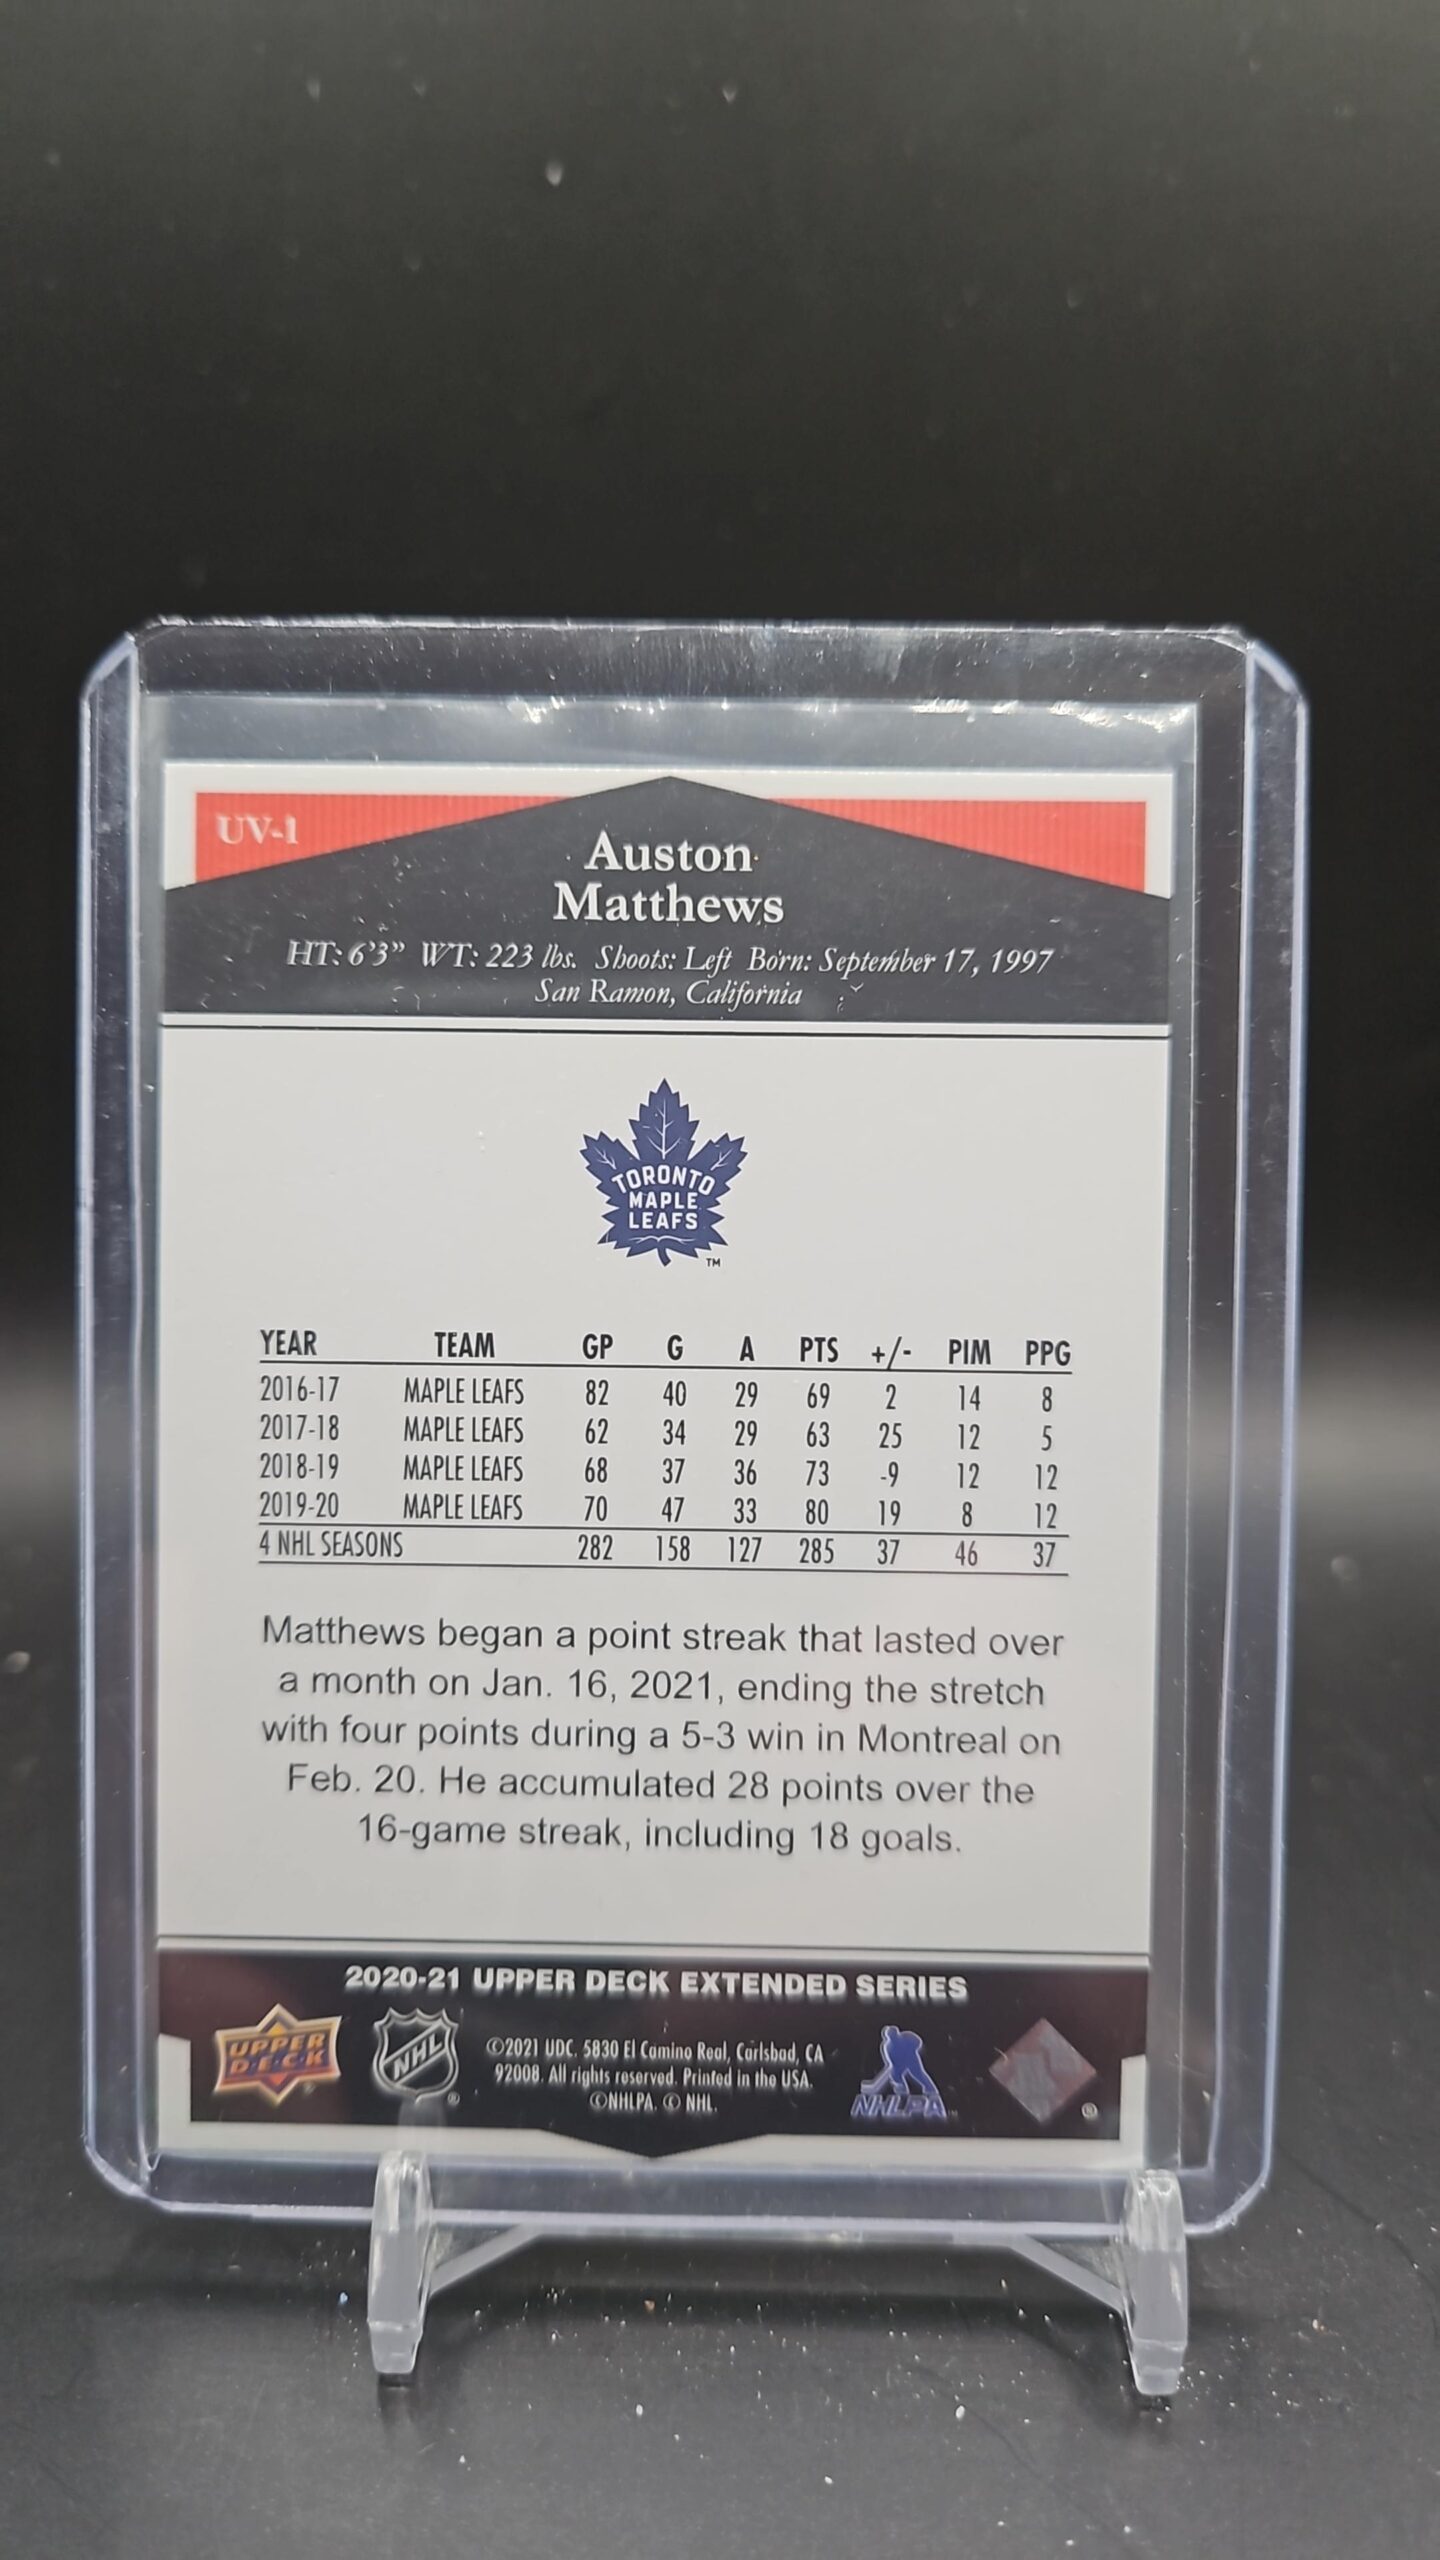 UV-1
Auston
Matthews
HT: 6'3” WT: 223 lbs. Shoots: Left Born: September 17, 1997
San Ramon, California
TORONTO
MAPLE
LEAFS
TM
YEAR TEAM GP G A PTS +/- PIM PPG
2016-17 MAPLE LEAFS 82 40 29 69 2 14 8
2017-18 MAPLE LEAFS 62 34 29 63 25 12 5
2018-19 MAPLE LEAFS 68 37 36 73 -9 12 12
2019-20 MAPLE LEAFS 70 47 33 80 19 8 12
4 NHL SEASONS 282 158 127 285 37 46 37
Matthews began a point streak that lasted over
a month on Jan. 16, 2021, ending the stretch
with four points during a 5-3 win in Montreal on
Feb. 20. He accumulated 28 points over the
16-game streak, including 18 goals.
2020-21 UPPER DECK EXTENDED SERIES
UPPER
DECK
®
NHL
®
©2021 UDC. 5830 El Camino Real, Carlsbad, CA
92008. All rights reserved. Printed in the USA.
©NHLPA. © NHL.
NHLPA
®